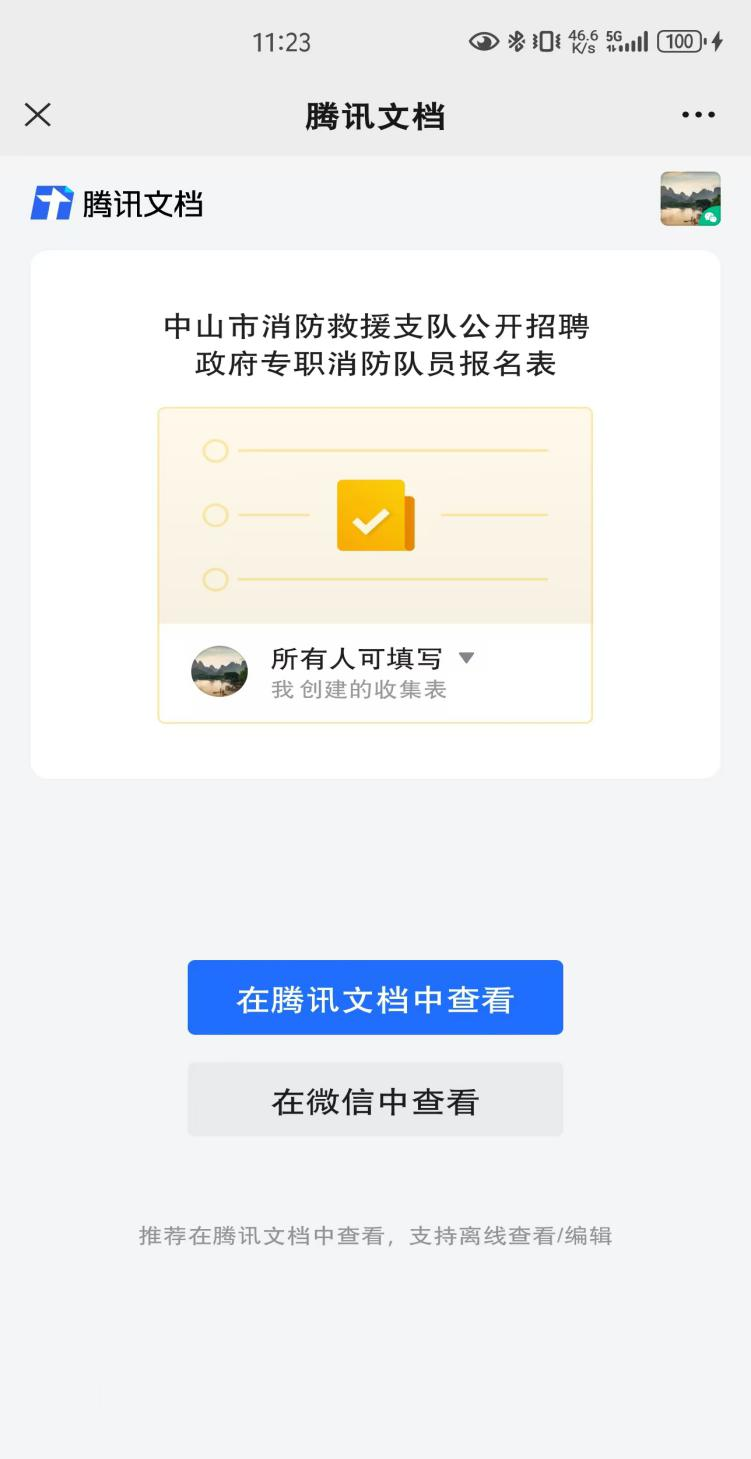 11:23
46.6 K/s 5G 100
腾讯文档
腾讯文档
中山市消防救援支队公开招聘
政府专职消防队员报名表
所有人可填写
我 创建的收集表
在腾讯文档中查看
在微信中查看
推荐在腾讯文档中查看，支持离线查看/编辑